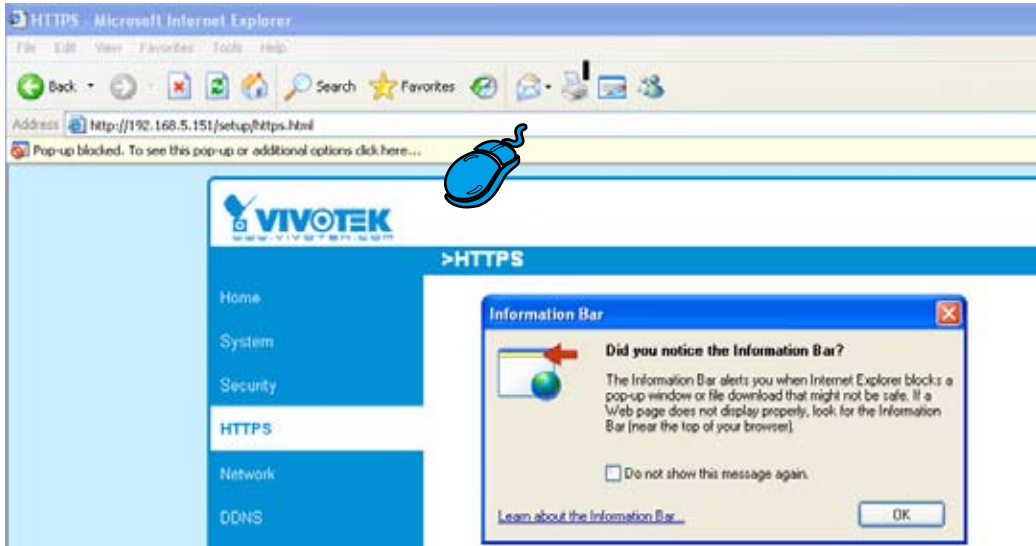 HTTPS - Microsoft Internet Explorer
File Edit View Favorites Tools Help
Back Search Favorites
Address http://192.168.5.151/setup/https.html
Pop-up blocked. To see this pop-up or additional options click here...
VIVOTEK
www.vivotek.com
>HTTPS
Home
System
Security
HTTPS
Network
DDNS
Information Bar
Did you notice the Information Bar?
The Information Bar alerts you when Internet Explorer blocks a
pop-up window or file download that might not be safe. If a
Web page does not display properly, look for the Information
Bar (near the top of your browser).
Do not show this message again.
Learn about the Information Bar...
OK